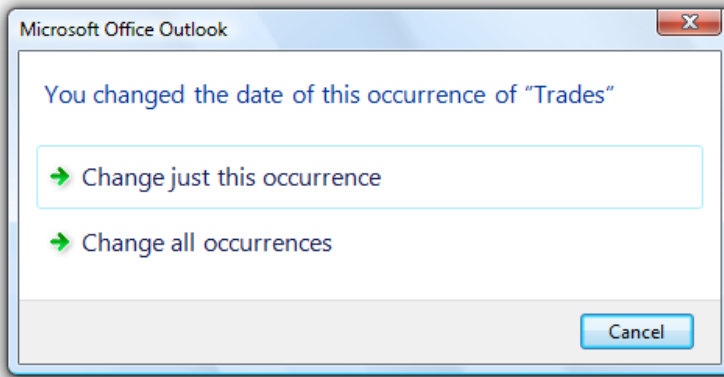 Microsoft Office Outlook
X
You changed the date of this occurrence of “Trades”
Change just this occurrence
Change all occurrences
Cancel